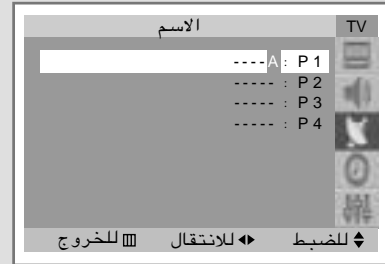 TV
الاسم
P 1 : A----
P 2 : -----
P 3 : -----
P 4 : -----
للضبط للانتقال للخروج